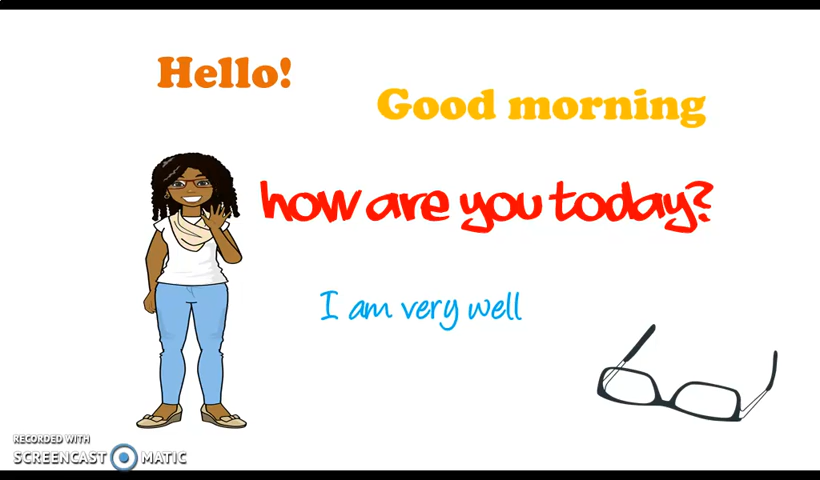 Hello!
Good morning
how are you today?
I am very well
RECORDED WITH
SCREENCAST MATIC